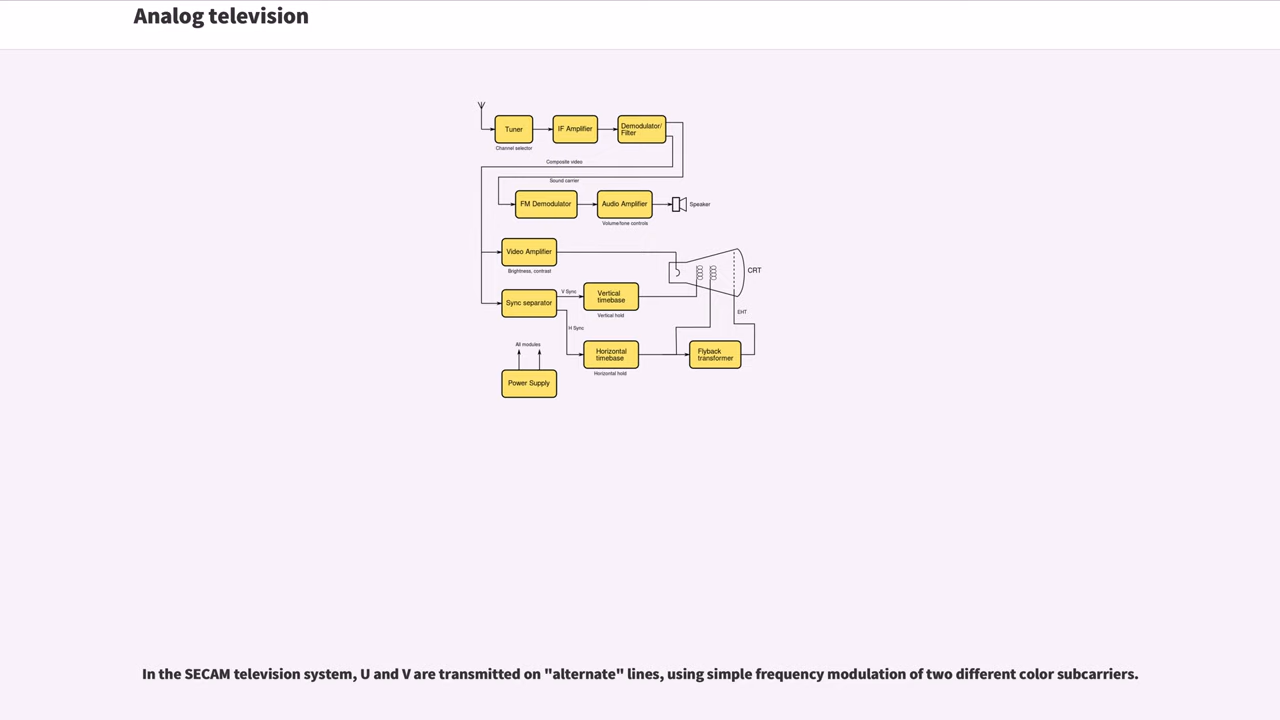 Analog television
Tuner
IF Amplifier
Demodulator/
Filter
Channel selector
Composite video
Sound carrier
FM Demodulator
Audio Amplifier
Speaker
Volume/tone controls
Video Amplifier
Brightness, contrast
CRT
Sync separator
V Sync
Vertical
timebase
Vertical hold
EHT
H Sync
All modules
Horizontal
timebase
Horizontal hold
Flyback
transformer
Power Supply
In the SECAM television system, U and V are transmitted on "alternate" lines, using simple frequency modulation of two different color subcarriers.